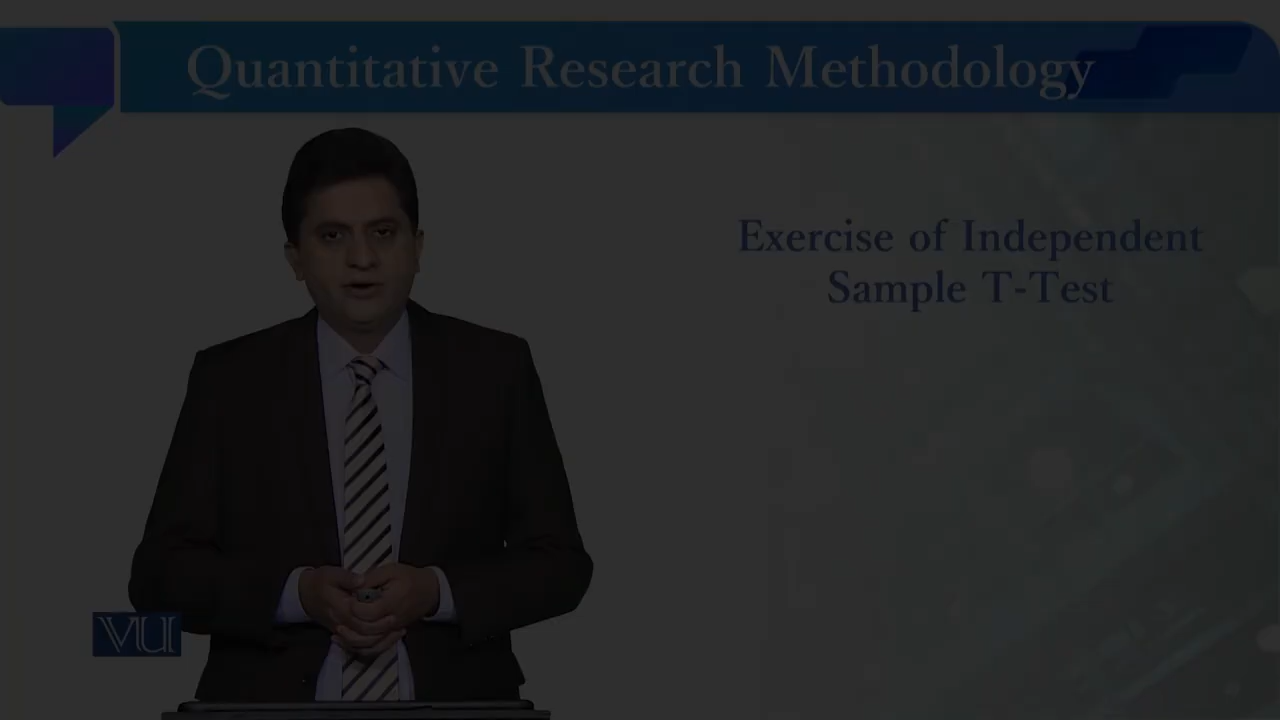 Quantitative Research Methodology
Exercise of Independent
Sample T-Test
VU